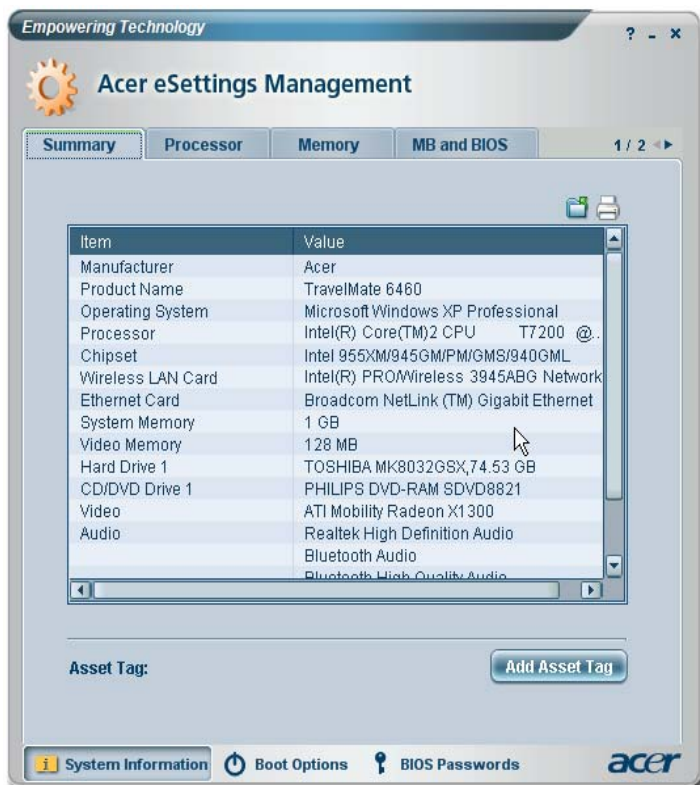 Empowering Technology
? - x
Acer eSettings Management
Summary Processor Memory MB and BIOS 1 / 2
Item Value
Manufacturer Acer
Product Name TravelMate 6460
Operating System Microsoft Windows XP Professional
Processor Intel(R) Core(TM)2 CPU T7200 @..
Chipset Intel 955XM/945GM/PM/GMS/940GML
Wireless LAN Card Intel(R) PRO/Wireless 3945ABG Network
Ethernet Card Broadcom NetLink (TM) Gigabit Ethernet
System Memory 1 GB
Video Memory 128 MB
Hard Drive 1 TOSHIBA MK8032GSX,74.53 GB
CD/DVD Drive 1 PHILIPS DVD-RAM SDVD8821
Video ATI Mobility Radeon X1300
Audio Realtek High Definition Audio
Bluetooth Audio
Bluetooth High Quality Audio
Asset Tag: Add Asset Tag
i System Information Boot Options BIOS Passwords acer